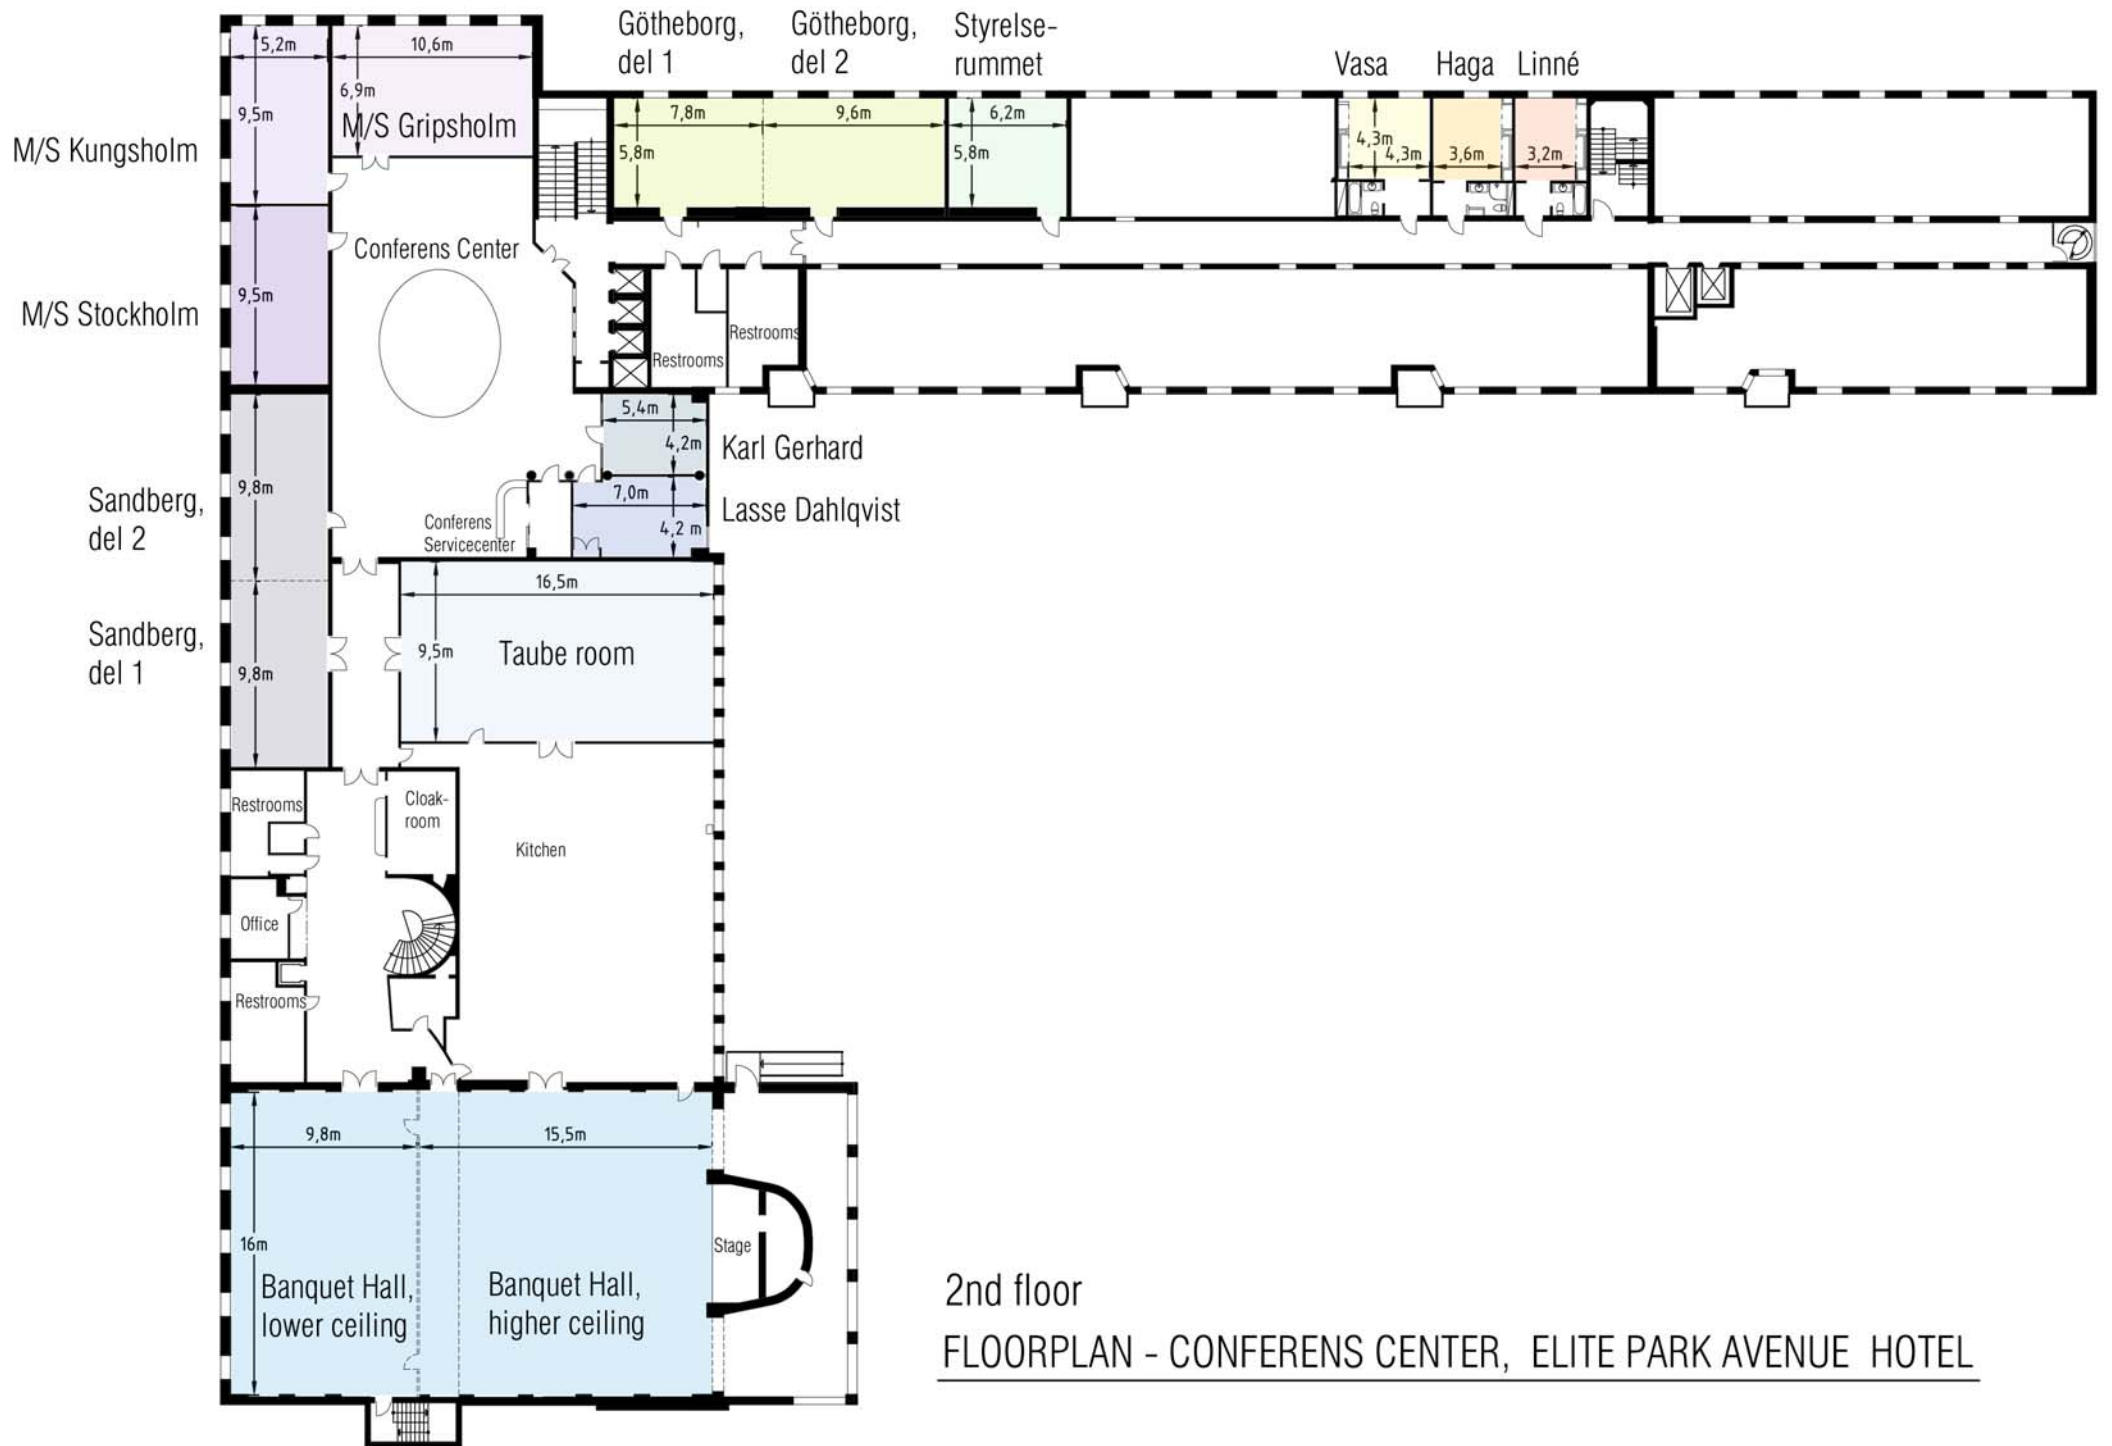 Götheborg,
del 1
Götheborg,
del 2
Styrelse-
rummet
Vasa
Haga
Linné
5,2m
10,6m
6,9m
9,5m
M/S Gripsholm
M/S Kungsholm
7,8m
9,6m
6,2m
5,8m
5,8m
4,3m
4,3m
3,6m
3,2m
Conferens Center
9,5m
M/S Stockholm
Restrooms
Restrooms
5,4m
4,2m
Karl Gerhard
7,0m
4,2 m
Lasse Dahlqvist
Sandberg,
del 2
9,8m
Conferens
Servicecenter
16,5m
9,5m
Taube room
Sandberg,
del 1
9,8m
Restrooms
Cloak-
room
Kitchen
Office
Restrooms
9,8m
15,5m
16m
Stage
Banquet Hall,
lower ceiling
Banquet Hall,
higher ceiling
2nd floor
FLOORPLAN - CONFERENS CENTER, ELITE PARK AVENUE HOTEL